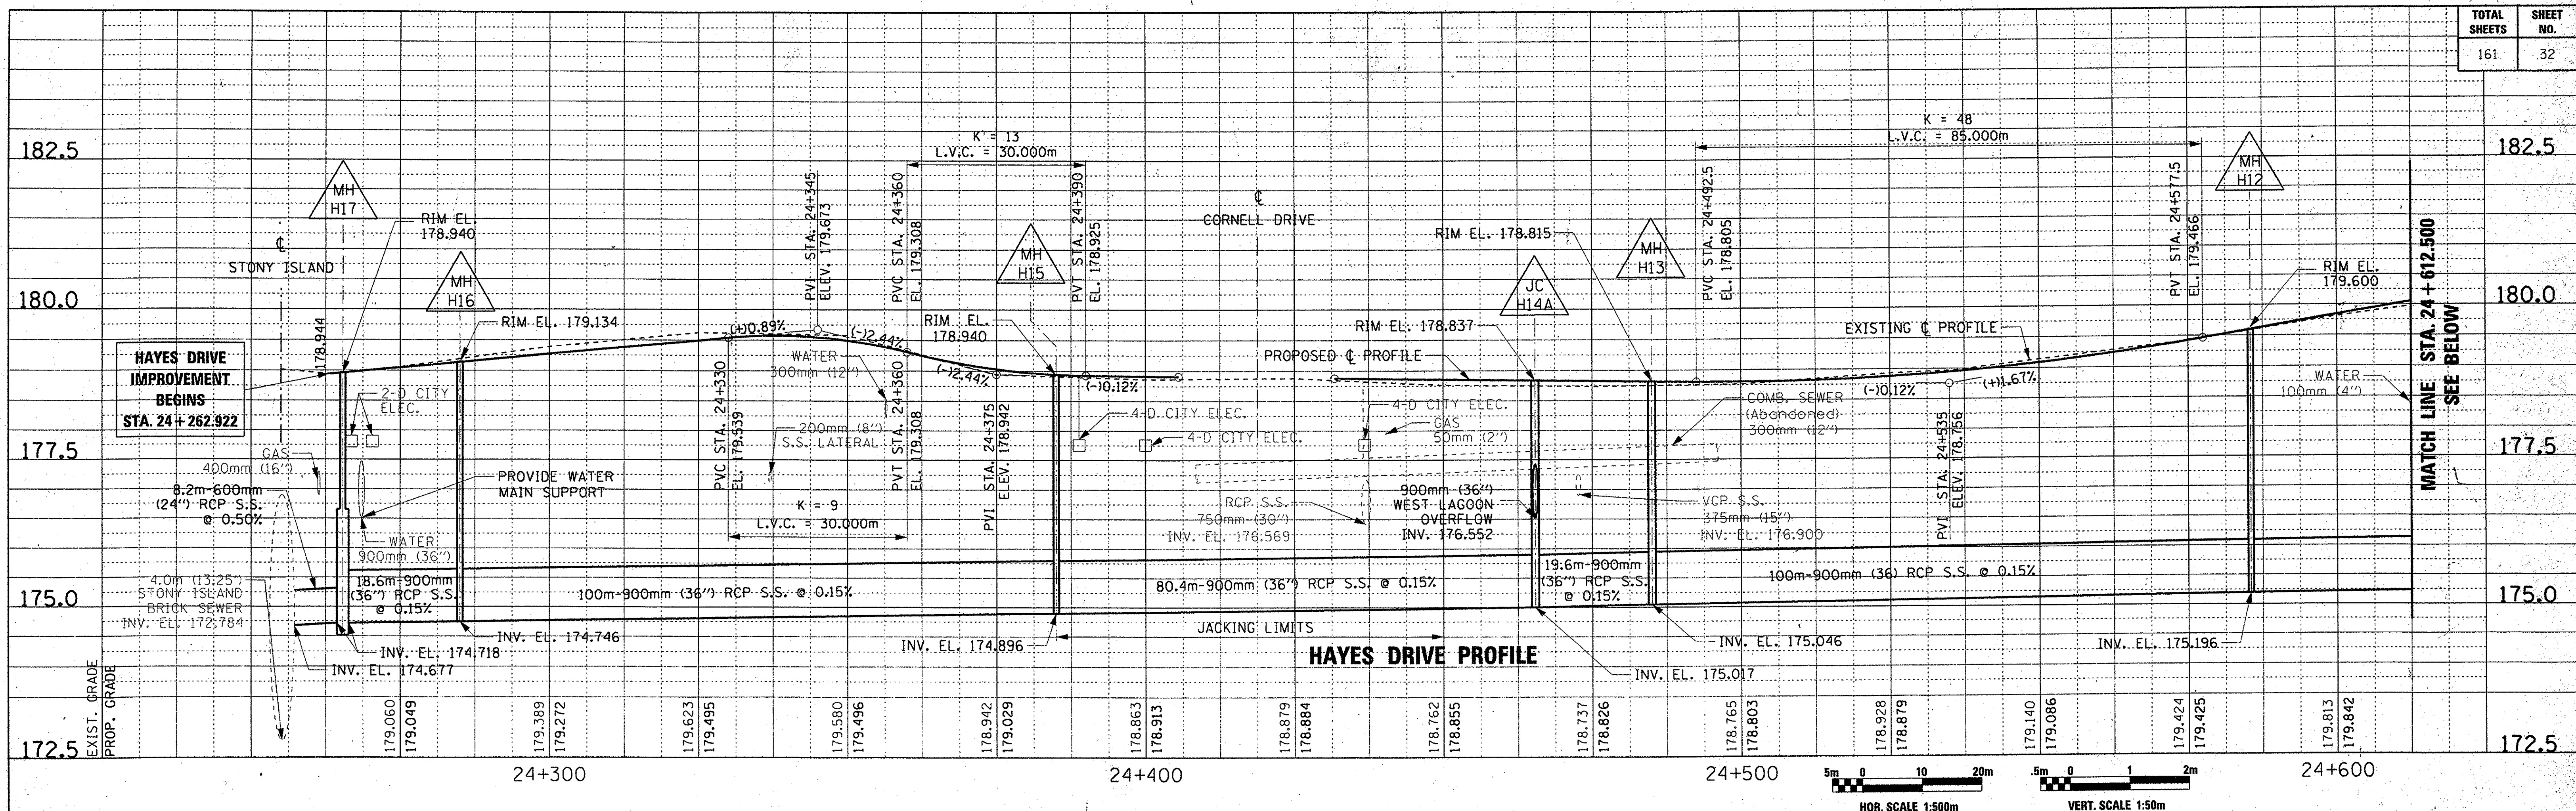 TOTAL SHEETS
SHEET NO.
161
32
182.5
180.0
177.5
175.0
172.5
182.5
180.0
177.5
175.0
172.5
K = 13
L.V.C. = 30.000m
K = 48
L.V.C. = 85.000m
MH
H17
MH
H16
MH
H15
JC
H14A
MH
H13
MH
H12
℄
STONY ISLAND
RIM EL.
178.940
RIM EL. 179.134
178.944
HAYES DRIVE
IMPROVEMENT
BEGINS
STA. 24+262.922
2-D CITY
ELEC.
GAS
400mm (16")
8.2m-600mm
(24") RCP S.S.
@ 0.50%
PROVIDE WATER
MAIN SUPPORT
WATER
900mm (36")
4.0m (13.25")
STONY ISLAND
BRICK SEWER
INV. EL. 172.784
18.6m-900mm
(36") RCP S.S.
@ 0.15%
INV. EL. 174.746
INV. EL. 174.718
INV. EL. 174.677
PVI STA. 24+345
ELEV. 179.673
PVC STA. 24+360
EL. 179.308
PVT STA. 24+390
EL. 178.925
(+)0.89%
(-)2.44%
(-)2.44%
(-)0.12%
WATER
300mm (12")
RIM EL.
178.940
200mm (8")
S.S. LATERAL
PVC STA. 24+330
EL. 179.539
PVT STA. 24+360
EL. 179.308
PVI STA. 24+375
ELEV. 178.942
K = 9
L.V.C. = 30.000m
100m-900mm (36") RCP S.S. @ 0.15%
INV. EL. 174.896
JACKING LIMITS
HAYES DRIVE PROFILE
℄
CORNELL DRIVE
PROPOSED ℄ PROFILE
RIM EL. 178.837
RIM EL. 178.815
4-D CITY ELEC.
4-D CITY ELEC.
4-D CITY ELEC.
GAS
50mm (2")
RCP S.S.
750mm (30")
INV. EL. 176.569
900mm (36")
WEST LAGOON
OVERFLOW
INV. 176.552
VCP S.S.
375mm (15")
INV. EL. 176.900
COMB. SEWER
(Abandoned)
300mm (12")
80.4m-900mm (36") RCP S.S. @ 0.15%
19.6m-900mm
(36") RCP S.S.
@ 0.15%
100m-900mm (36) RCP S.S. @ 0.15%
INV. EL. 175.017
INV. EL. 175.046
INV. EL. 175.196
PVC STA. 24+492.5
EL. 178.805
PVT STA. 24+577.5
EL. 179.466
PVI STA. 24+535
ELEV. 178.756
EXISTING ℄ PROFILE
(-)0.12%
(+)1.67%
RIM EL.
179.600
WATER
100mm (4")
MATCH LINE STA. 24+612.500
SEE BELOW
EXIST. GRADE
PROP. GRADE
179.060
179.049
179.389
179.272
179.623
179.495
179.580
179.496
178.942
179.029
178.863
178.913
178.879
178.884
178.762
178.855
178.737
178.826
178.765
178.803
178.928
178.879
179.140
179.086
179.424
179.425
179.813
179.842
24+300
24+400
24+500
24+600
5m 0 10 20m
HOR. SCALE 1:500m
.5m 0 1 2m
VERT. SCALE 1:50m